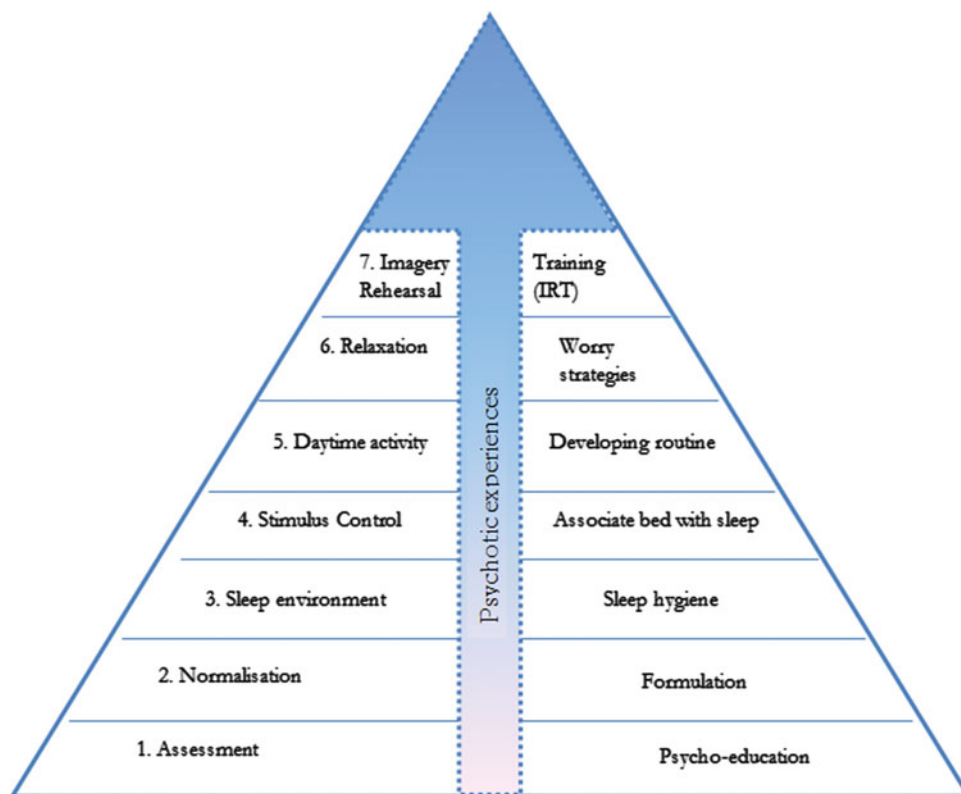 7. Imagery
Rehearsal
Training
(IRT)
6. Relaxation
Worry
strategies
5. Daytime activity
Developing routine
4. Stimulus Control
Associate bed with sleep
3. Sleep environment
Sleep hygiene
2. Normalisation
Formulation
1. Assessment
Psycho-education
Psychotic experiences